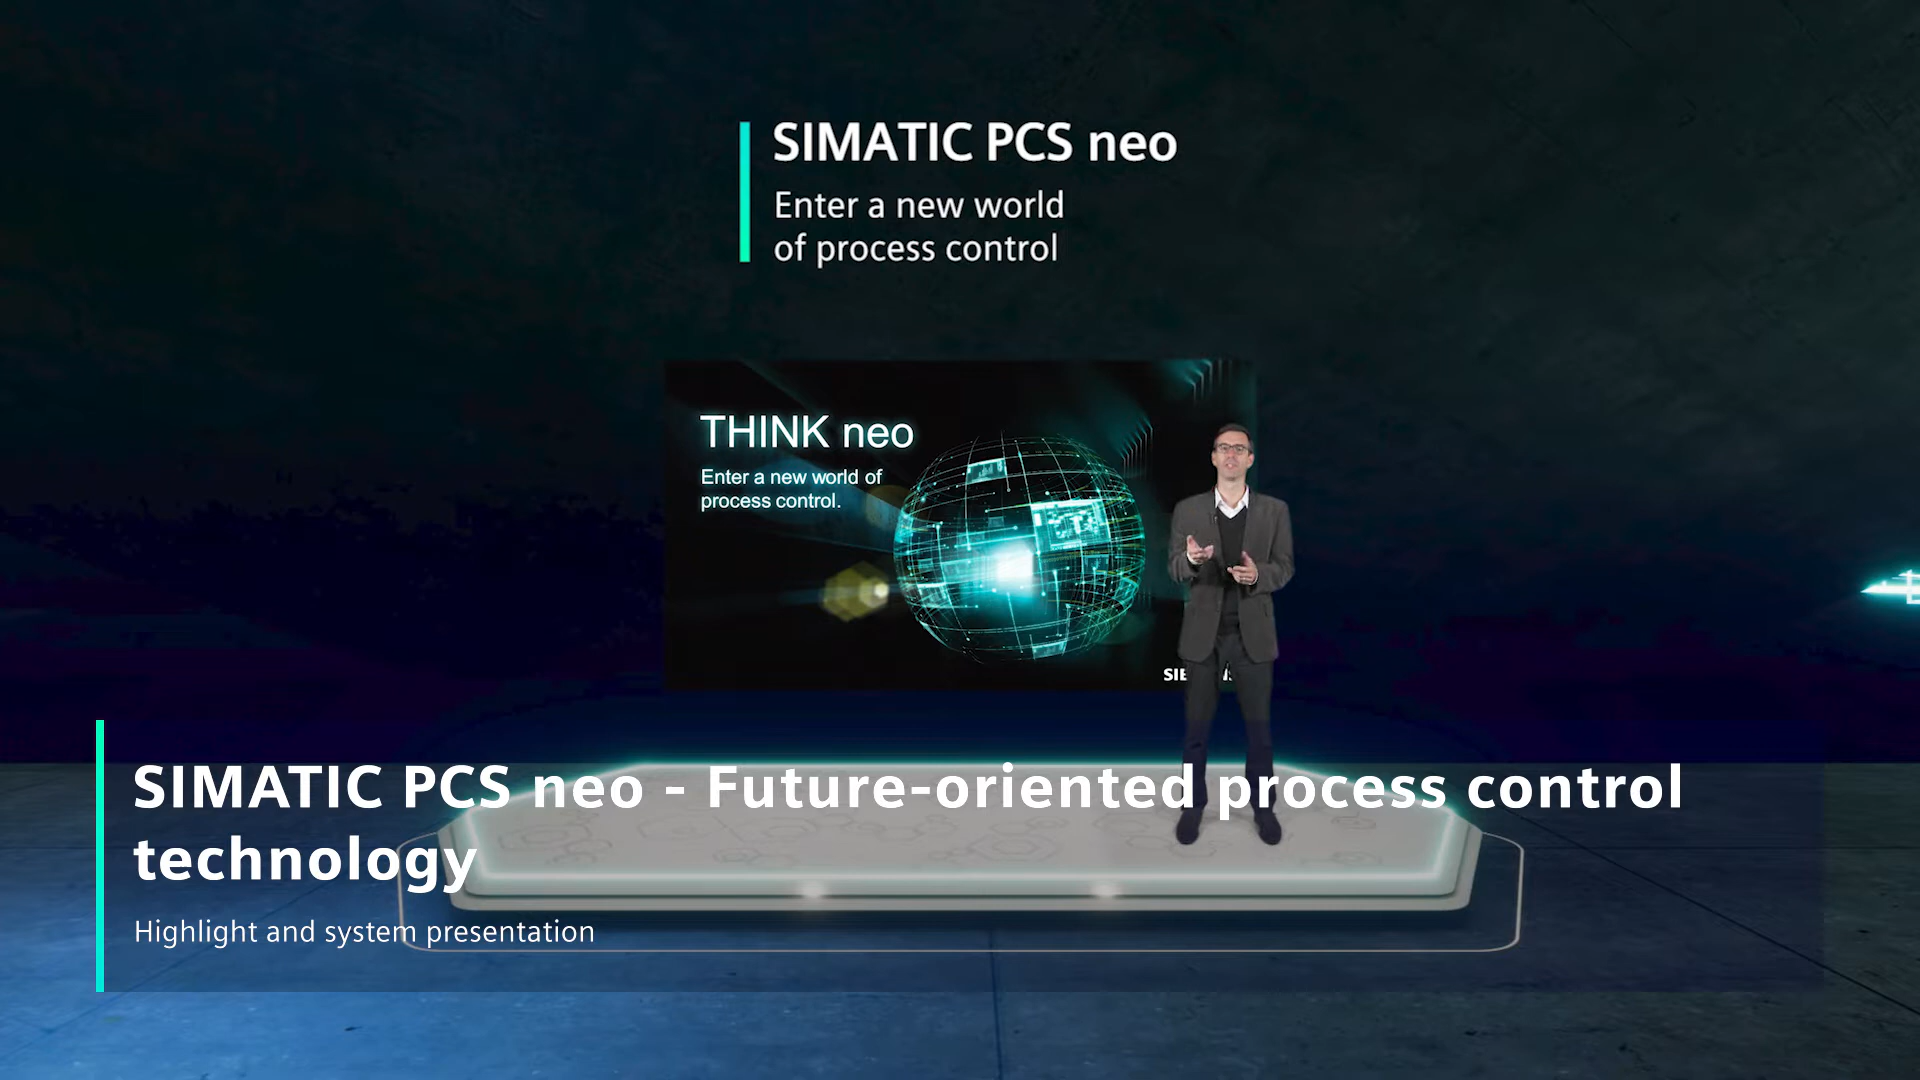 SIMATIC PCS neo
Enter a new world
of process control
THINK neo
Enter a new world of
process control.
SIMATIC PCS neo - Future-oriented process control
technology
Highlight and system presentation